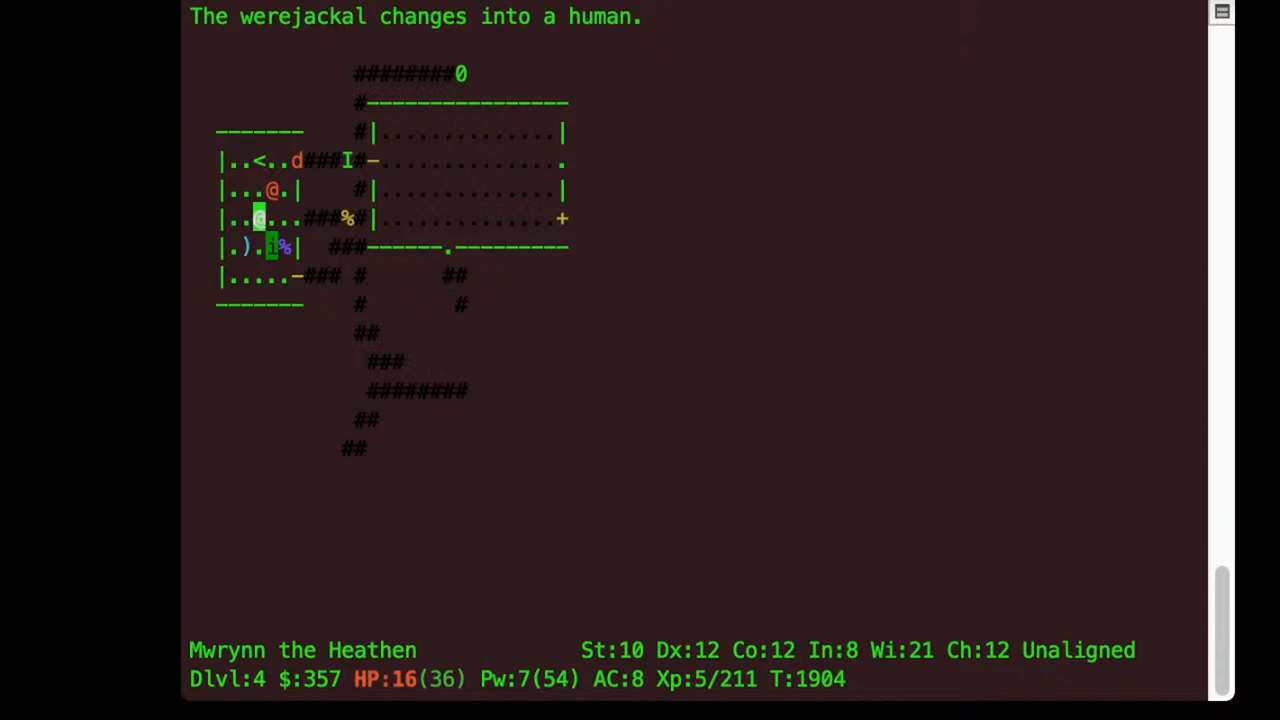 The werejackal changes into a human.
             ########0
             #----------------
  -------    #|.............|
  |..<..d###I#-..............
  |...@.|    #|.............|
  |..@...###%#|.............+
  |.).i%|  ###------.---------
  |.....-### #      ##
  -------    #       #
             ##
              ###
              ########
             ##
            ##
Mwrynn the Heathen St:10 Dx:12 Co:12 In:8 Wi:21 Ch:12 Unaligned
Dlvl:4 $:357 HP:16(36) Pw:7(54) AC:8 Xp:5/211 T:1904